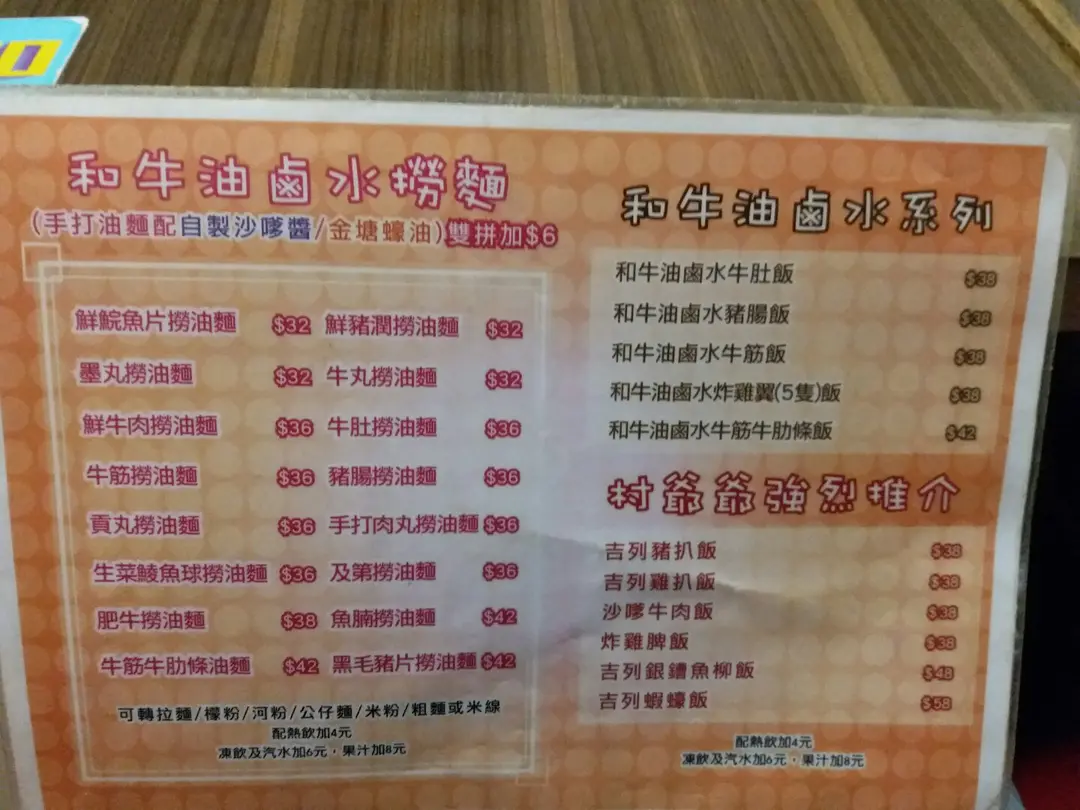 和牛油鹵水撈麵
(手打油麵配自製沙嗲醬/金塘蠔油)雙拼加$6
鮮鯇魚片撈油麵 $32 鮮豬潤撈油麵 $32
墨丸撈油麵 $32 牛丸撈油麵 $32
鮮牛肉撈油麵 $36 牛肚撈油麵 $36
牛筋撈油麵 $36 豬腸撈油麵 $36
貢丸撈油麵 $36 手打肉丸撈油麵 $36
生菜鯪魚球撈油麵 $36 及第撈油麵 $36
肥牛撈油麵 $38 魚腩撈油麵 $42
牛筋牛肋條油麵 $42 黑毛豬片撈油麵 $42
可轉拉麵/檬粉/河粉/公仔麵/米粉/粗麵或米線
配熱飲加4元
凍飲及汽水加6元，果汁加8元
和牛油鹵水系列
和牛油鹵水牛肚飯 $38
和牛油鹵水豬腸飯 $38
和牛油鹵水牛筋飯 $38
和牛油鹵水炸雞翼(5隻)飯 $38
和牛油鹵水牛筋牛肋條飯 $42
村爺爺強烈推介
吉列豬扒飯 $38
吉列雞扒飯 $38
沙嗲牛肉飯 $38
炸雞脾飯 $38
吉列銀鱈魚柳飯 $48
吉列蝦蠔飯 $58
配熱飲加4元
凍飲及汽水加6元，果汁加8元